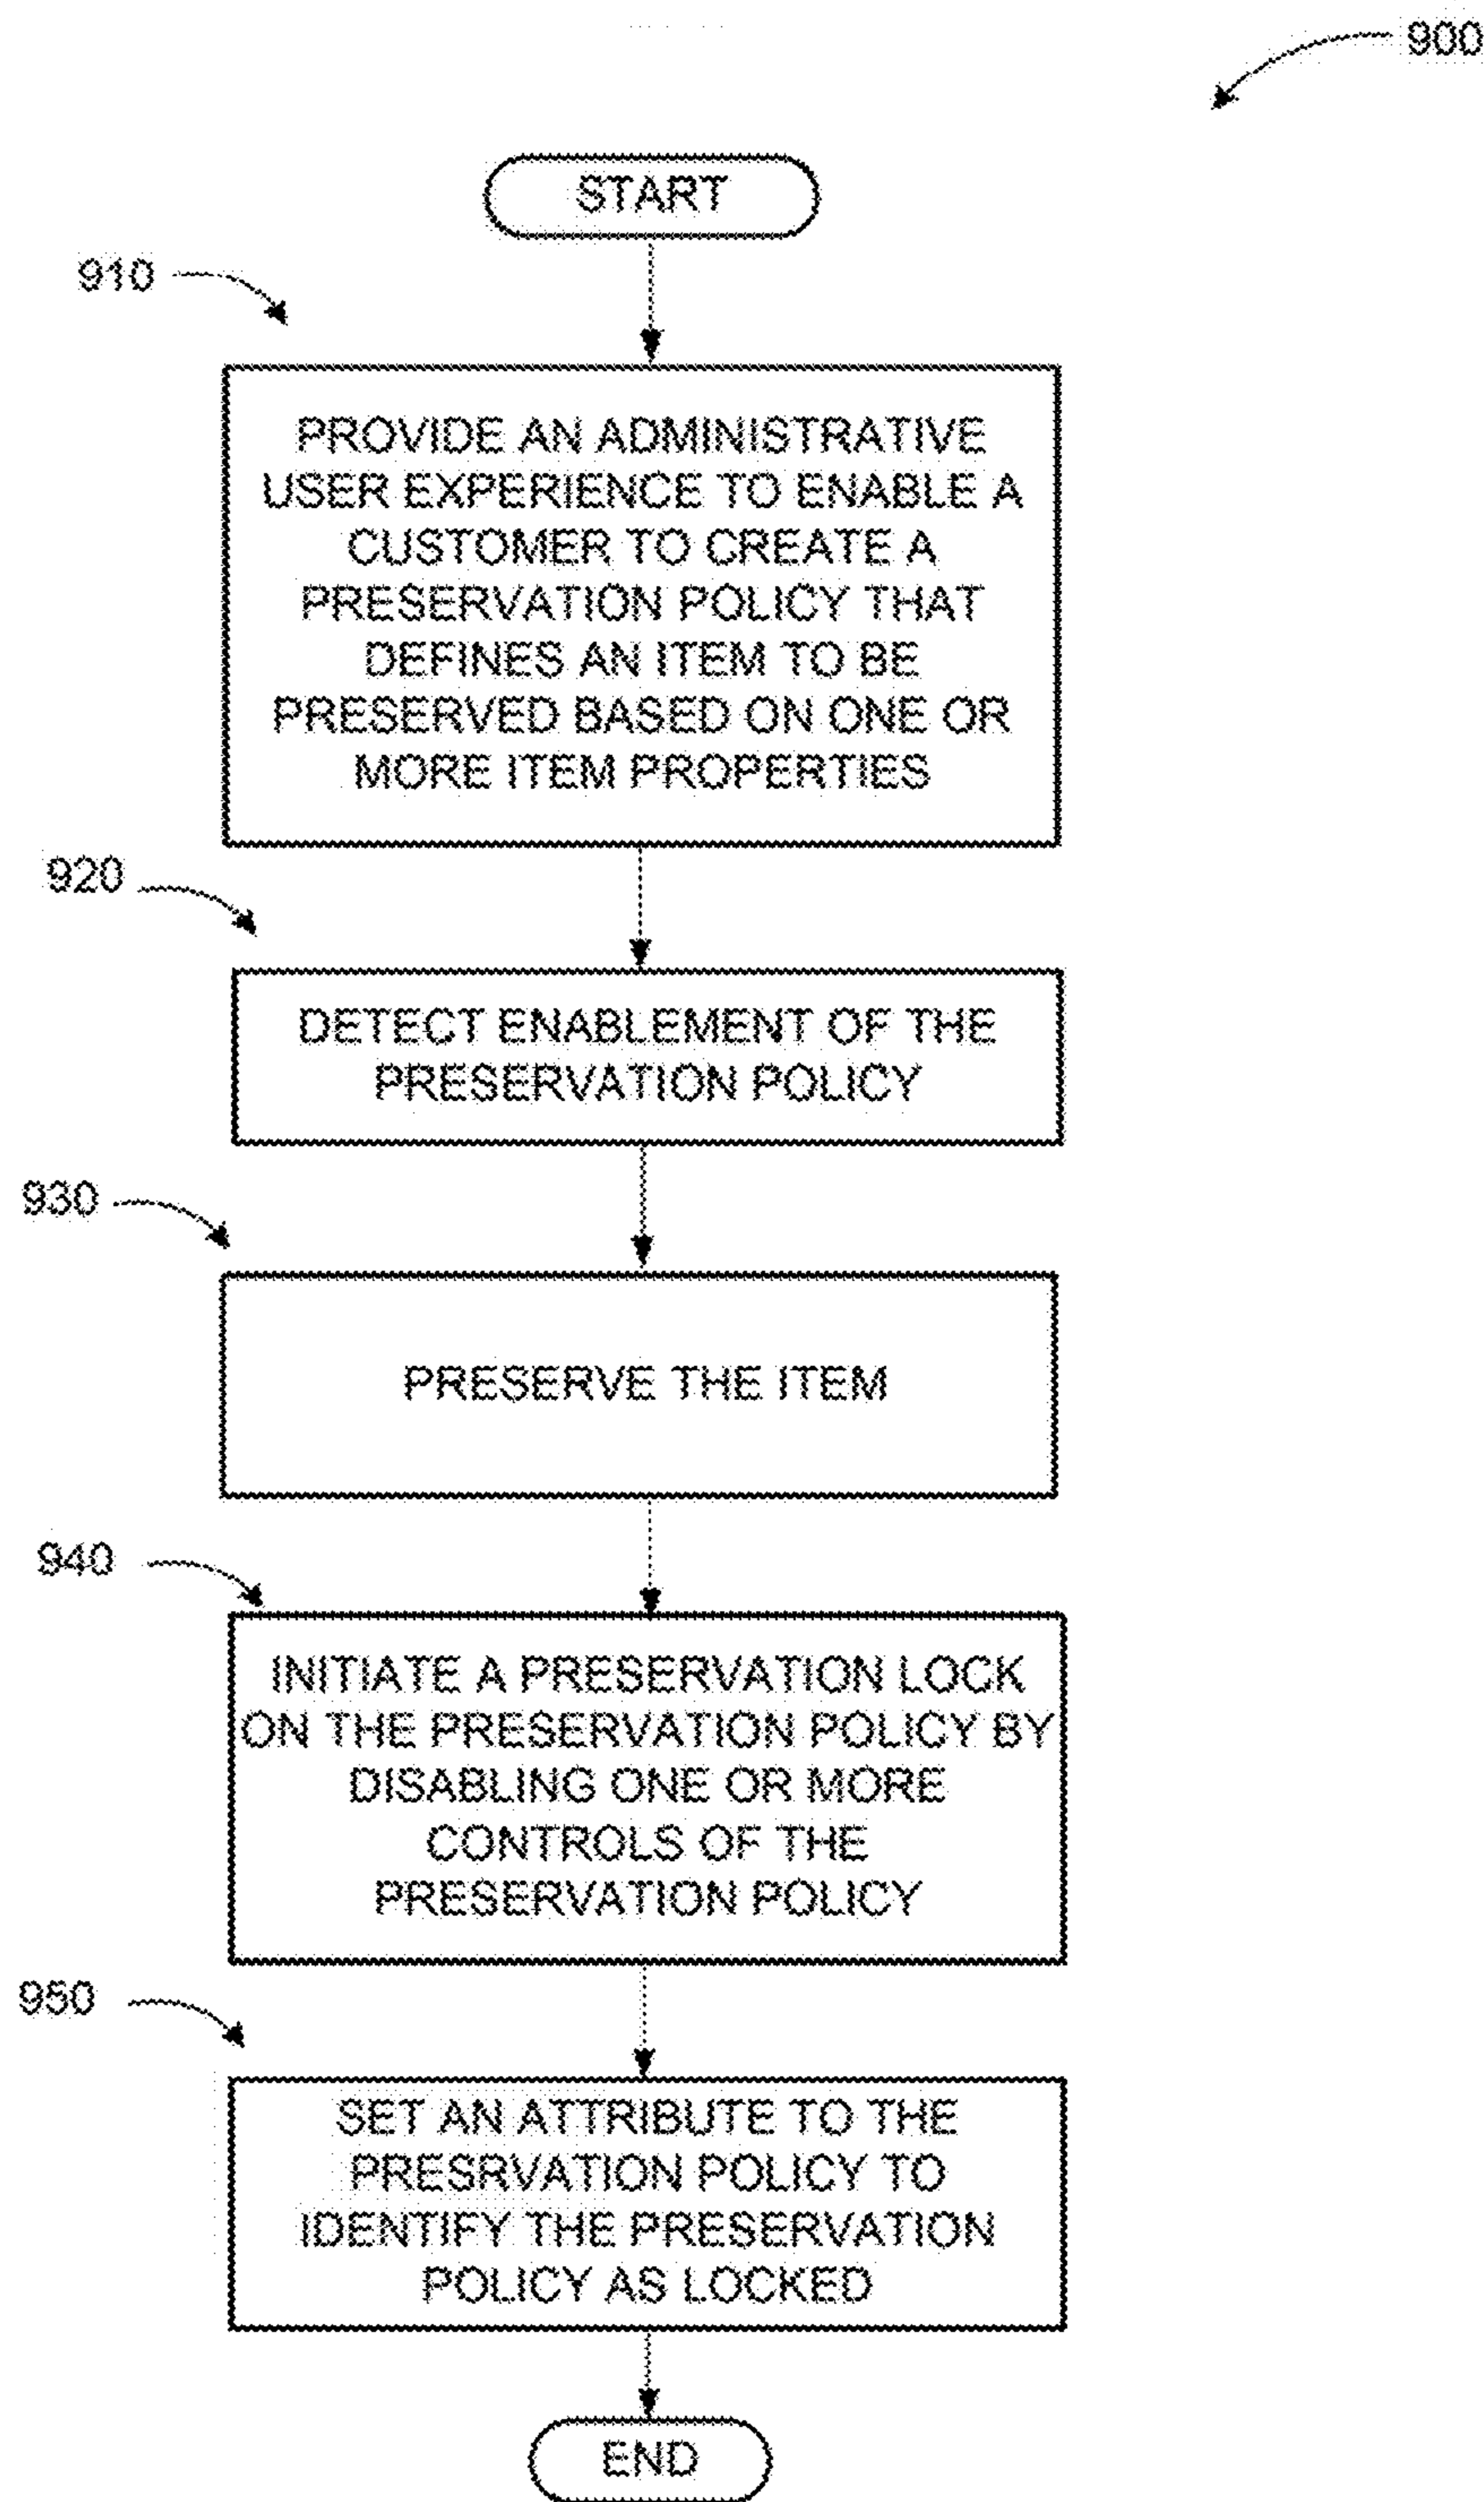 900
START
910
PROVIDE AN ADMINISTRATIVE
USER EXPERIENCE TO ENABLE A
CUSTOMER TO CREATE A
PRESERVATION POLICY THAT
DEFINES AN ITEM TO BE
PRESERVED BASED ON ONE OR
MORE ITEM PROPERTIES
920
DETECT ENABLEMENT OF THE
PRESERVATION POLICY
930
PRESERVE THE ITEM
940
INITIATE A PRESERVATION LOCK
ON THE PRESERVATION POLICY BY
DISABLING ONE OR MORE
CONTROLS OF THE
PRESERVATION POLICY
950
SET AN ATTRIBUTE TO THE
PRESRVATION POLICY TO
IDENTIFY THE PRESERVATION
POLICY AS LOCKED
END